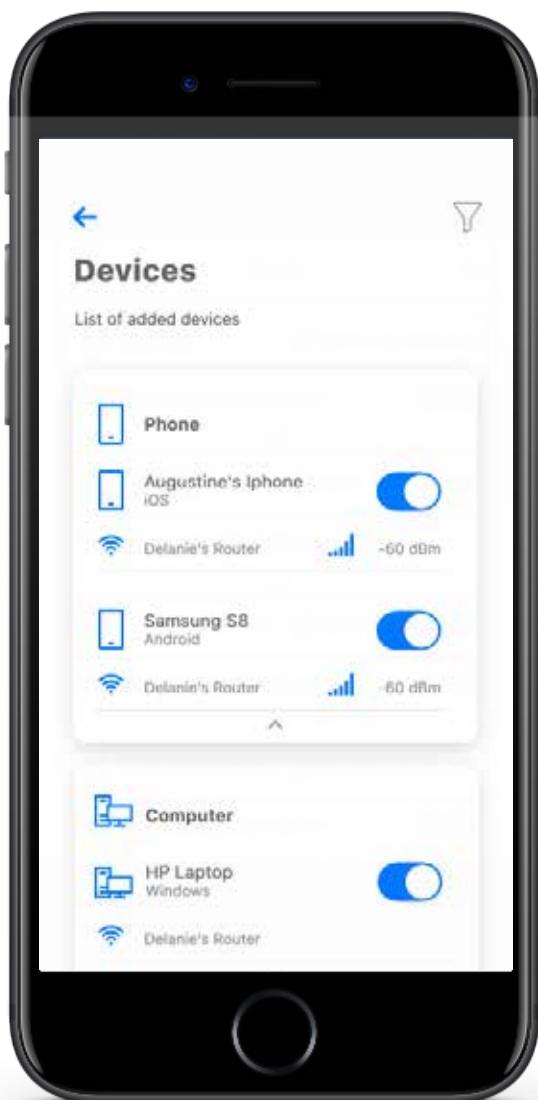 Devices
List of added devices
Phone
Augustine's Iphone
iOS
Delanie's Router -60 dBm
Samsung S8
Android
Delanie's Router -60 dBm
Computer
HP Laptop
Windows
Delanie's Router